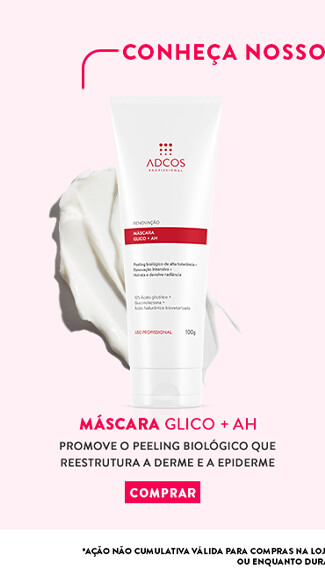 CONHEÇA NOSSO
ADCOS
PROFISSIONAL
RENOVAÇÃO
MÁSCARA
GLICO + AH
Peeling biológico de alta tolerância •
Renovação intensiva •
Hidrata e devolve radiância
10% Ácido glicólico +
Gluconolactona +
Ácido hialurônico biovetorizado
USO PROFISSIONAL 100g
MÁSCARA GLICO + AH
PROMOVE O PEELING BIOLÓGICO QUE
REESTRUTURA A DERME E A EPIDERME
COMPRAR
*AÇÃO NÃO CUMULATIVA VÁLIDA PARA COMPRAS NA LOJ
OU ENQUANTO DURA